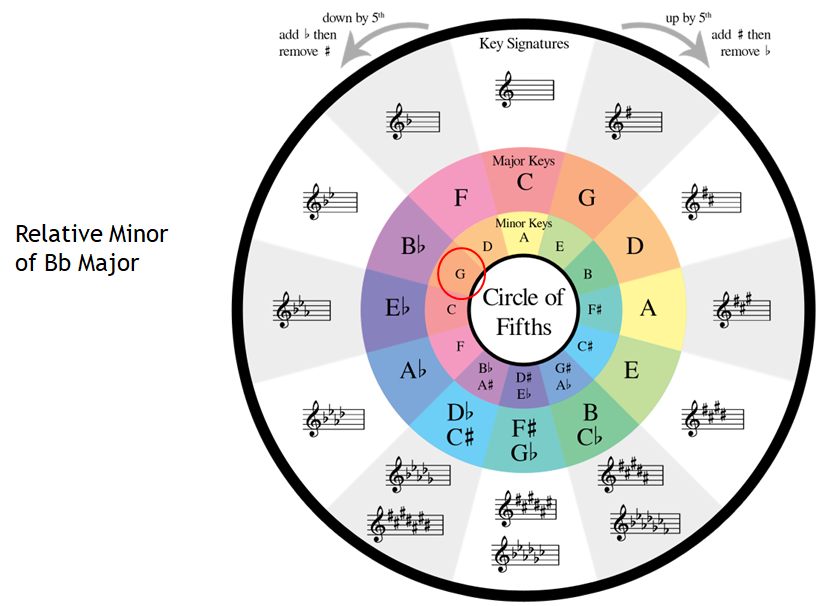 down by 5th
add ♭ then
remove ♯
up by 5th
add ♯ then
remove ♭
Key Signatures
Major Keys
C
F
G
B♭
D
E♭
A
A♭
E
D♭
C♯
F♯
G♭
B
C♭
Minor Keys
A
D
E
G
B
C
F♯
F
C♯
B♭
A♯
D♯
E♭
G♯
A♭
Circle of
Fifths
Relative Minor
of Bb Major